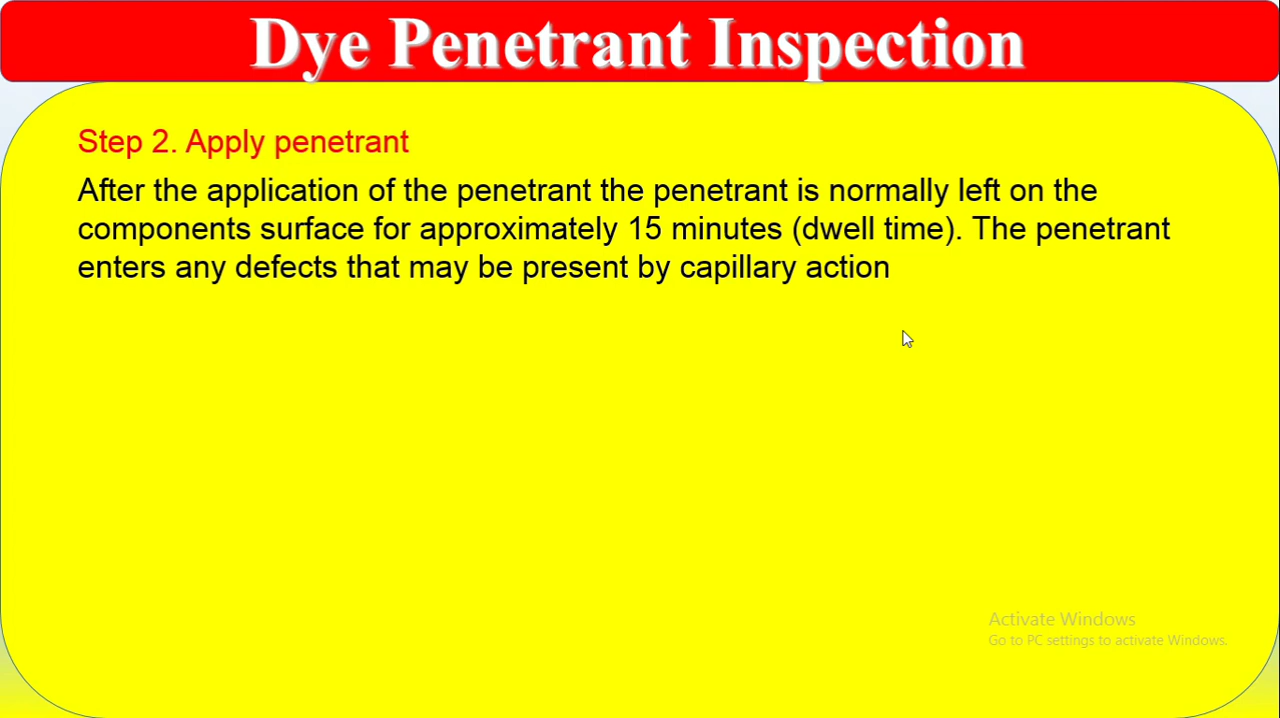 Dye Penetrant Inspection
Step 2. Apply penetrant
After the application of the penetrant the penetrant is normally left on the
components surface for approximately 15 minutes (dwell time). The penetrant
enters any defects that may be present by capillary action
Activate Windows
Go to PC settings to activate Windows.